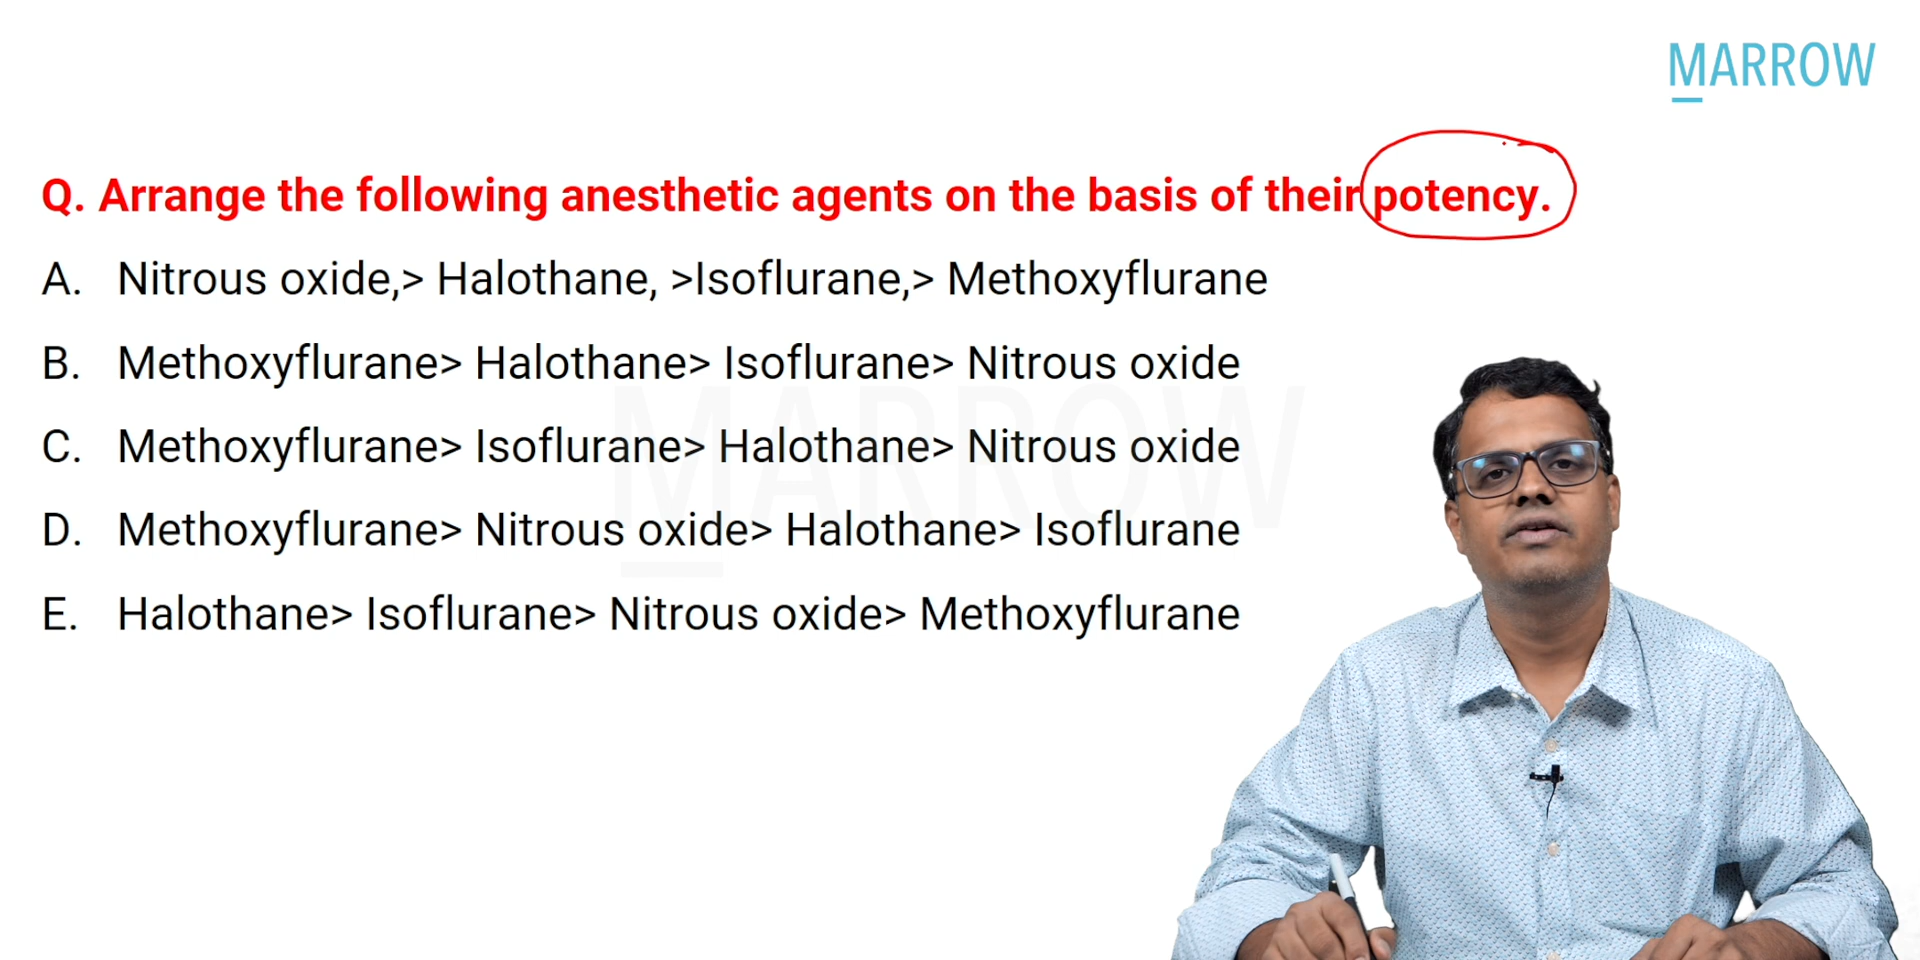 MARROW
Q. Arrange the following anesthetic agents on the basis of their potency.
A. Nitrous oxide,> Halothane, >Isoflurane,> Methoxyflurane
B. Methoxyflurane> Halothane> Isoflurane> Nitrous oxide
C. Methoxyflurane> Isoflurane> Halothane> Nitrous oxide
MARROW
D. Methoxyflurane> Nitrous oxide> Halothane> Isoflurane
E. Halothane> Isoflurane> Nitrous oxide> Methoxyflurane